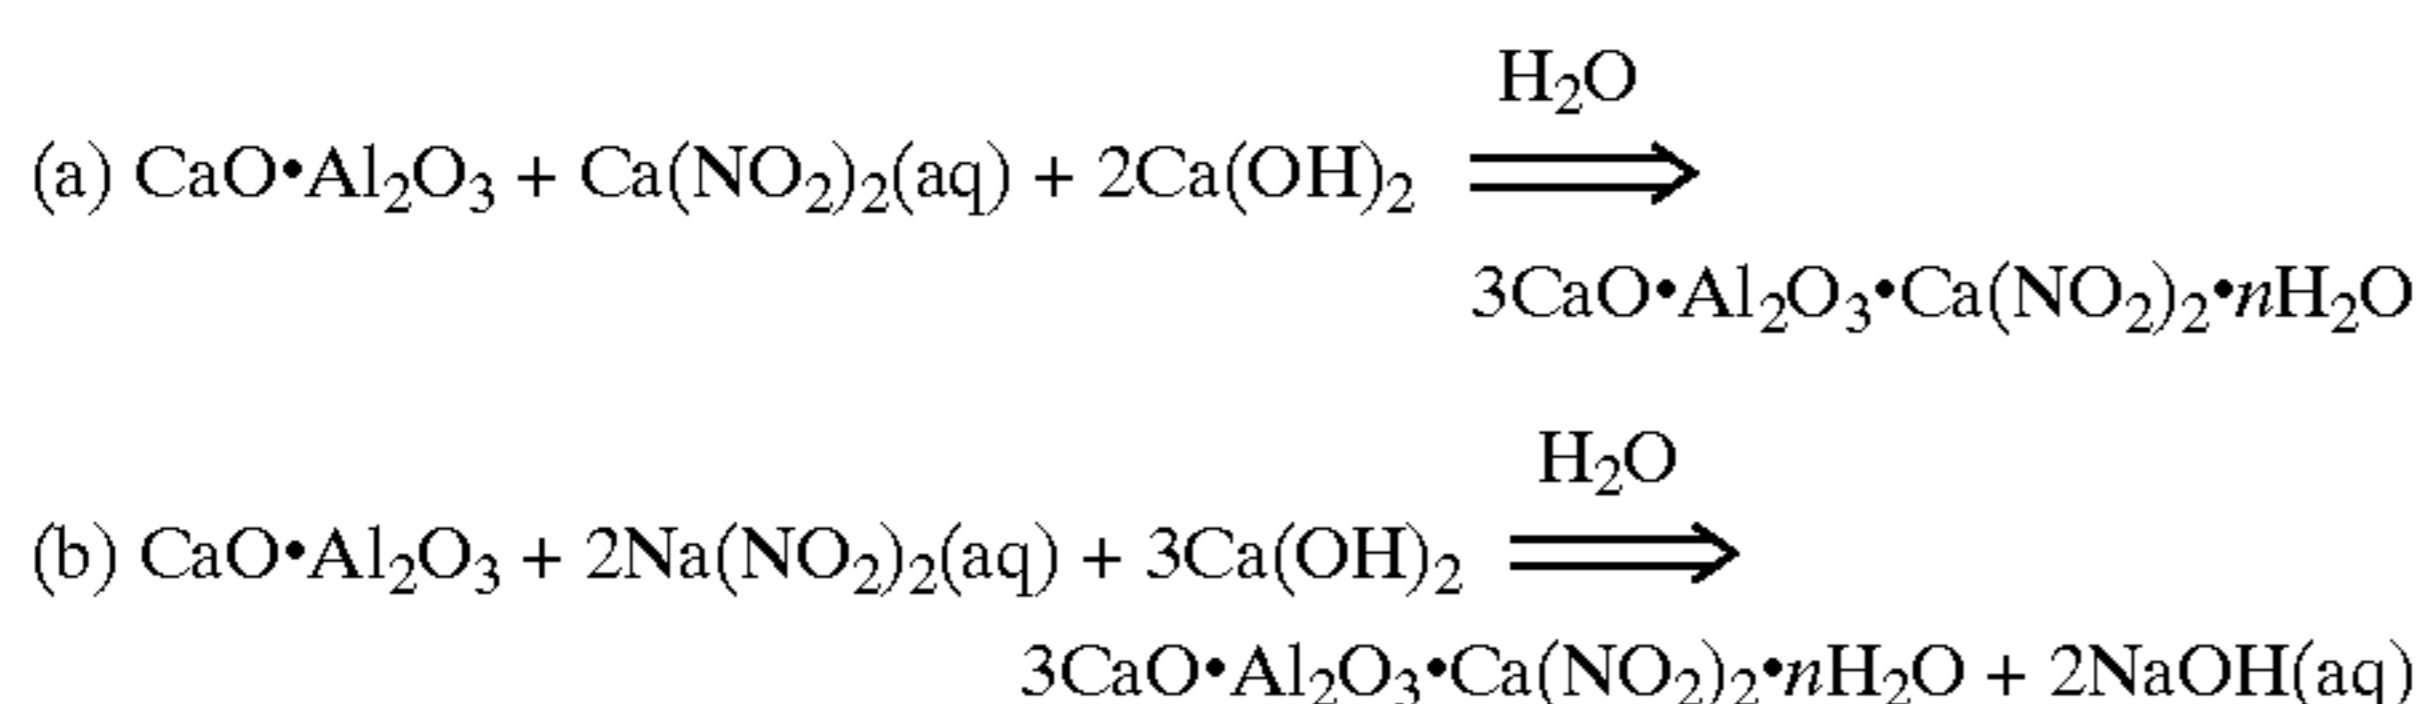 H₂O
(a) CaO•Al₂O₃ + Ca(NO₂)₂(aq) + 2Ca(OH)₂ ⟹
3CaO•Al₂O₃•Ca(NO₂)₂•nH₂O
H₂O
(b) CaO•Al₂O₃ + 2Na(NO₂)₂(aq) + 3Ca(OH)₂ ⟹
3CaO•Al₂O₃•Ca(NO₂)₂•nH₂O + 2NaOH(aq)